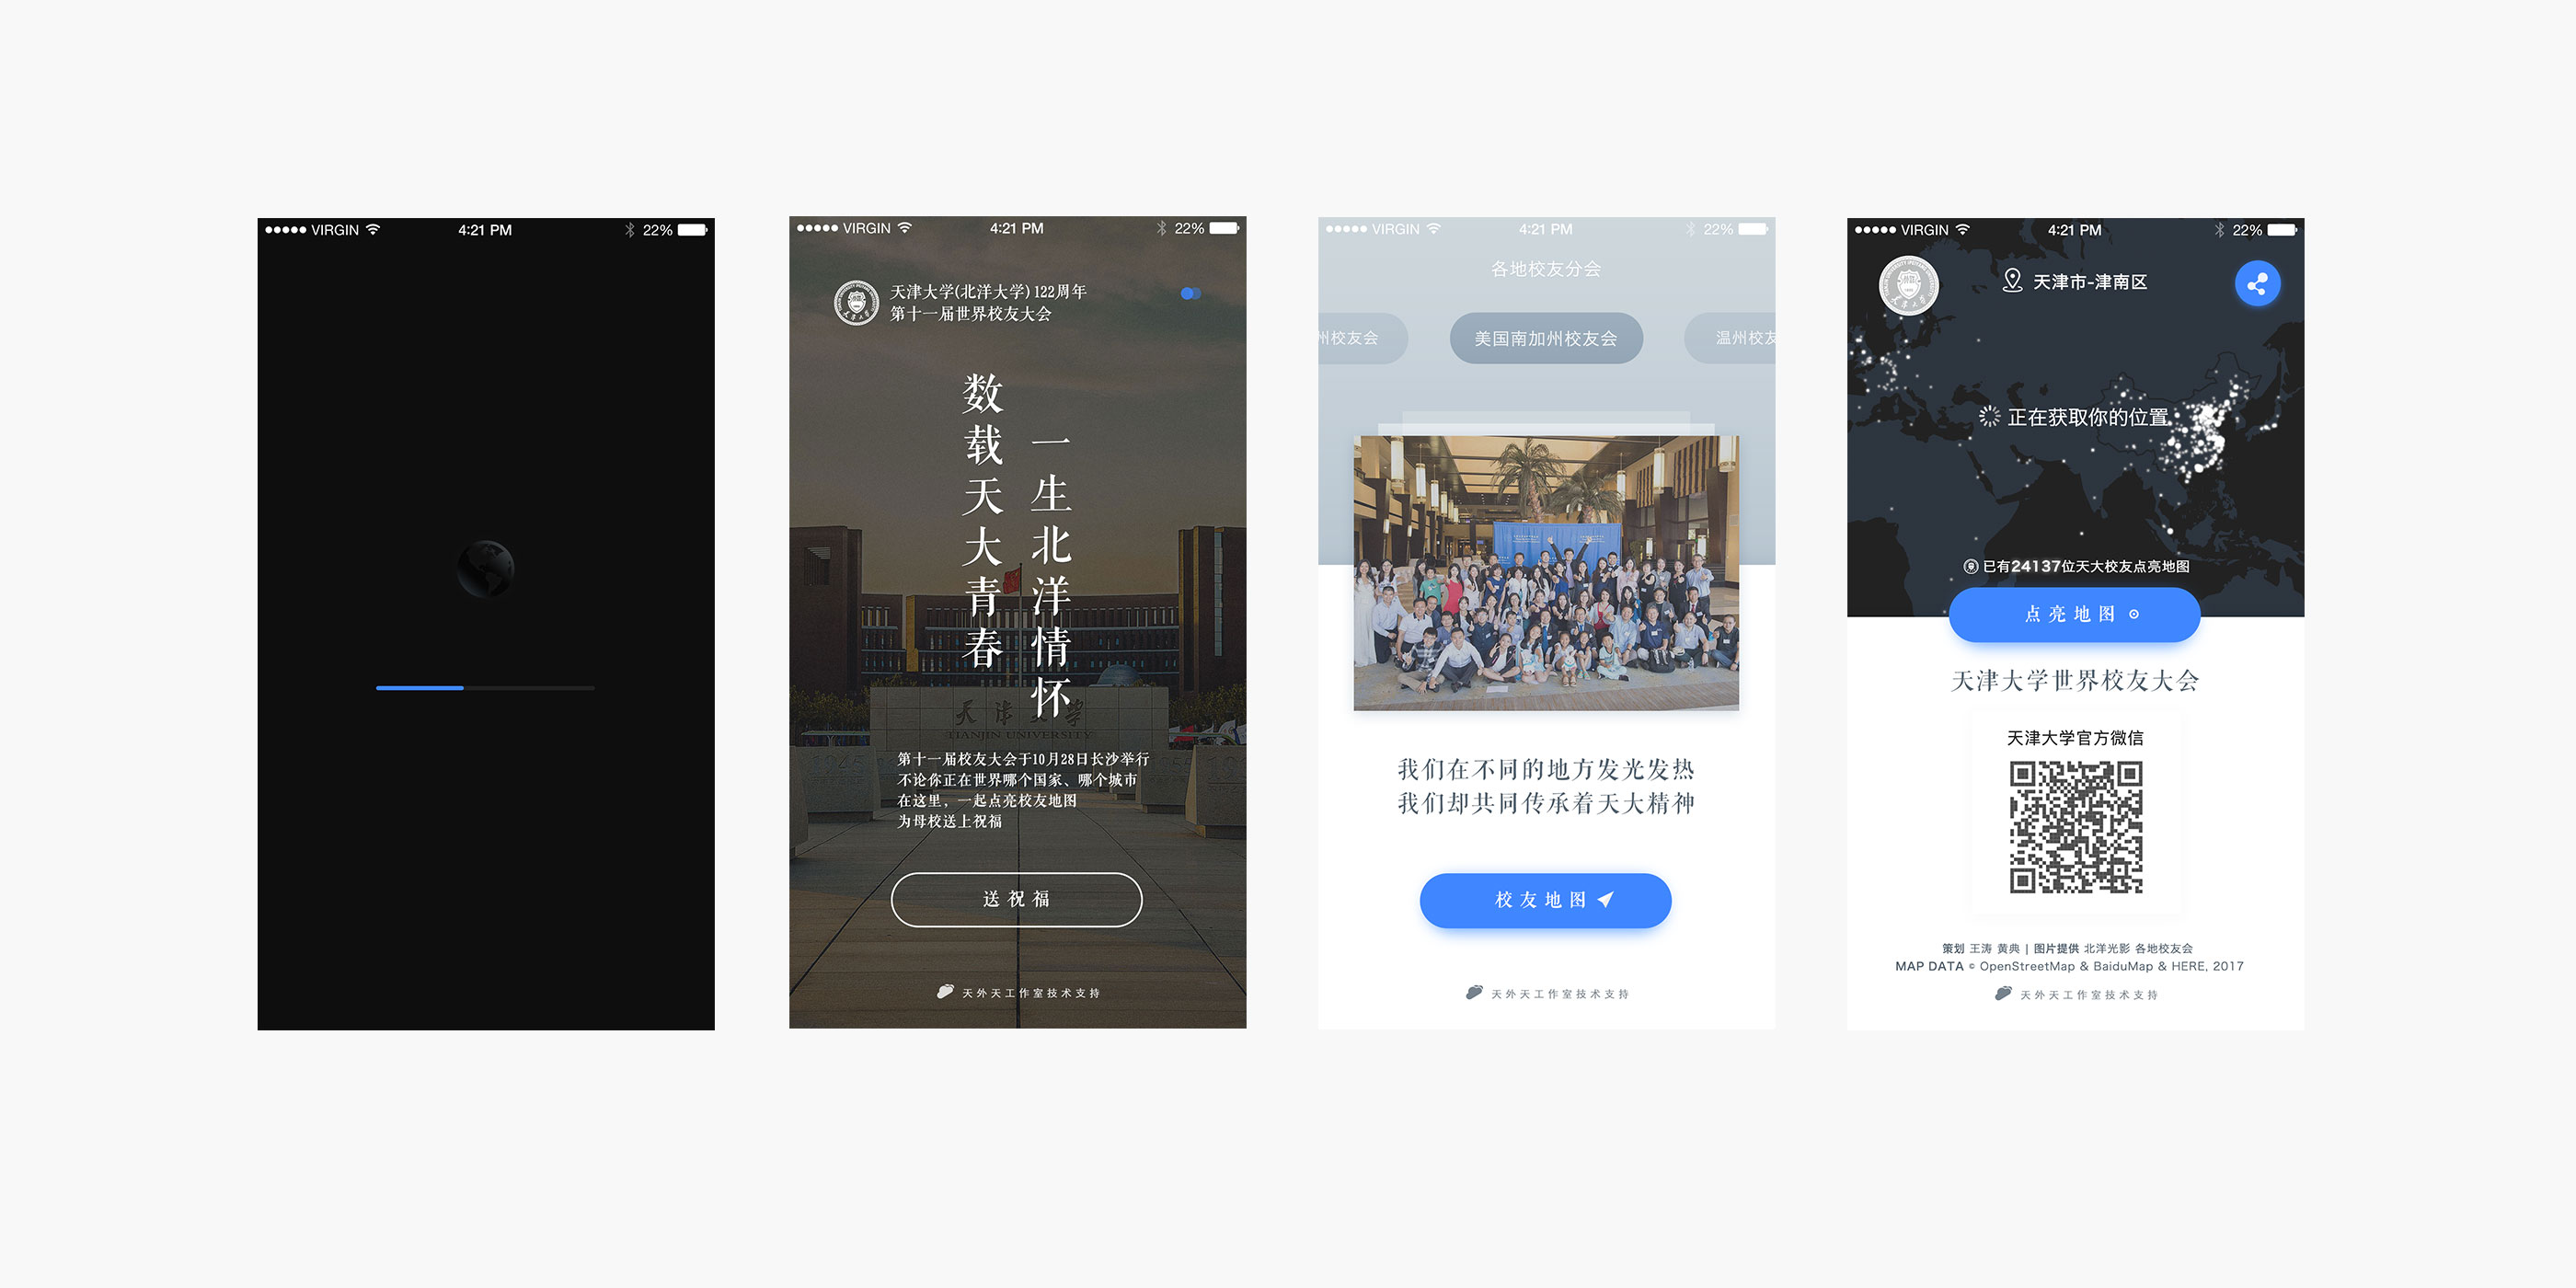 VIRGIN
4:21 PM
22%
VIRGIN
4:21 PM
22%
天津大学(北洋大学) 122周年
第十一届世界校友大会
数载天大青春
一生北洋情怀
天津大学
TIANJIN UNIVERSITY
第十一届校友大会于10月28日长沙举行
不论你正在世界哪个国家、哪个城市
在这里，一起点亮校友地图
为母校送上祝福
送祝福
天外天工作室技术支持
VIRGIN
4:21 PM
22%
各地校友分会
州校友会
美国南加州校友会
温州校友
我们在不同的地方发光发热
我们却共同传承着天大精神
校友地图
天外天工作室技术支持
VIRGIN
4:21 PM
22%
天津市-津南区
正在获取你的位置
已有24137位天大校友点亮地图
点亮地图
天津大学世界校友大会
天津大学官方微信
策划 王涛 黄典 | 图片提供 北洋光影 各地校友会
MAP DATA © OpenStreetMap & BaiduMap & HERE, 2017
天外天工作室技术支持